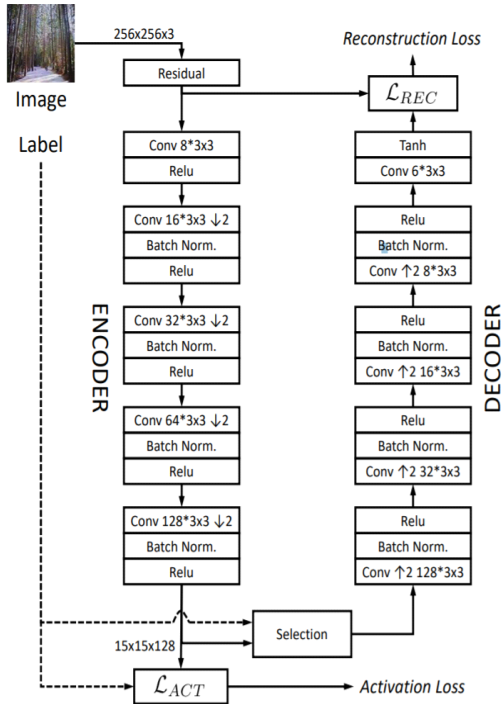 256x256x3
Image
Label
Residual
Conv 8*3x3
Relu
Conv 16*3x3 ↓2
Batch Norm.
Relu
Conv 32*3x3 ↓2
Batch Norm.
Relu
Conv 64*3x3 ↓2
Batch Norm.
Relu
Conv 128*3x3 ↓2
Batch Norm.
Relu
ENCODER
15x15x128
ℒACT
Activation Loss
Selection
Reconstruction Loss
ℒREC
Tanh
Conv 6*3x3
Relu
Batch Norm.
Conv ↑2 8*3x3
Relu
Batch Norm.
Conv ↑2 16*3x3
Relu
Batch Norm.
Conv ↑2 32*3x3
Relu
Batch Norm.
Conv ↑2 128*3x3
DECODER